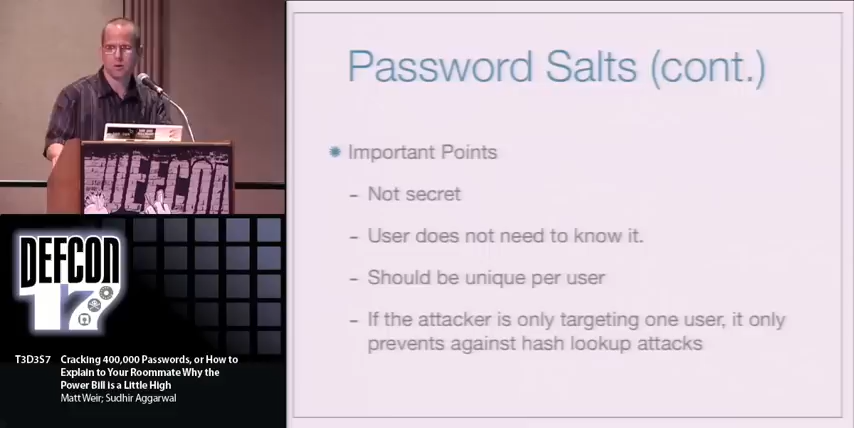 Password Salts (cont.)
Important Points
- Not secret
- User does not need to know it.
- Should be unique per user
- If the attacker is only targeting one user, it only
prevents against hash lookup attacks
DEFCON
DEFCON
17
T3D3S7 Cracking 400,000 Passwords, or How to
Explain to Your Roommate Why the
Power Bill is a Little High
Matt Weir; Sudhir Aggarwal